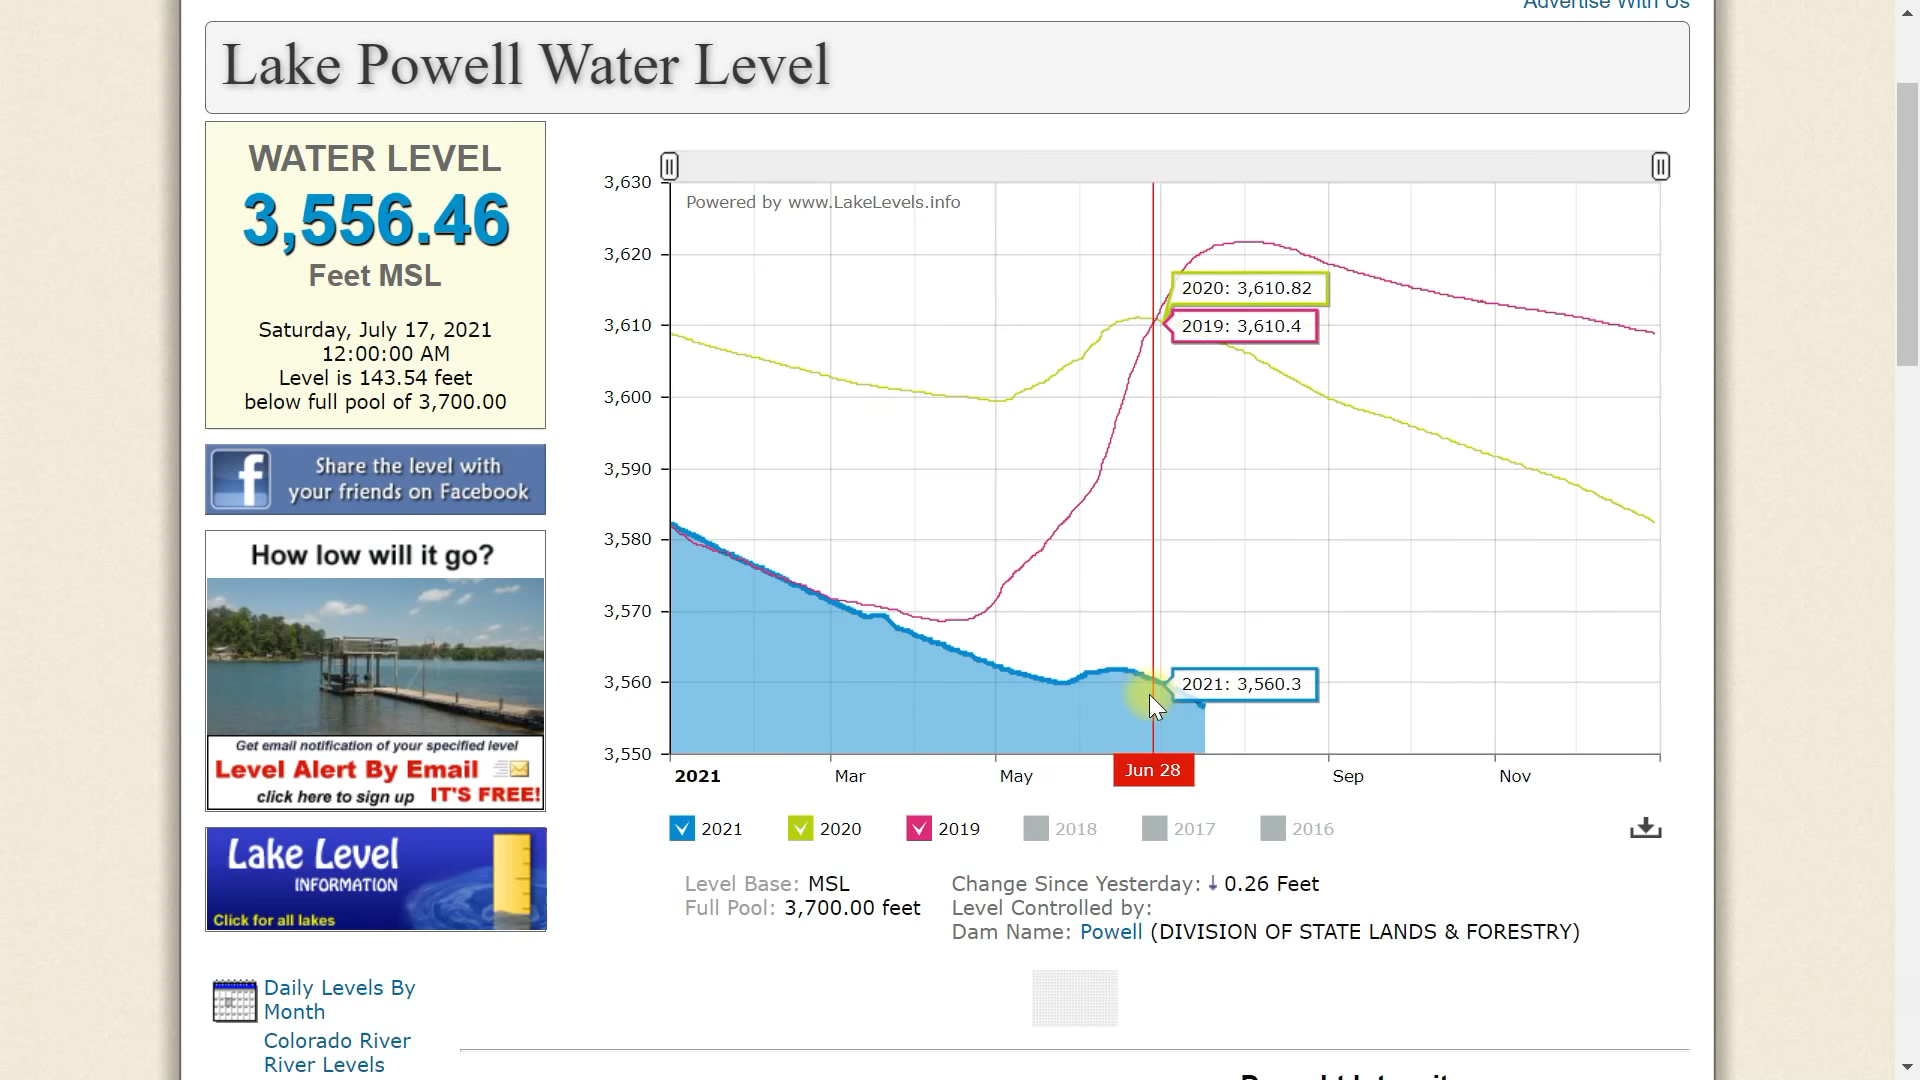 Advertise With Us
Lake Powell Water Level
WATER LEVEL
3,556.46
Feet MSL
Saturday, July 17, 2021
12:00:00 AM
Level is 143.54 feet
below full pool of 3,700.00
Share the level with
your friends on Facebook
How low will it go?
Get email notification of your specified level
Level Alert By Email
click here to sign up IT'S FREE!
Lake Level
INFORMATION
Click for all lakes
Daily Levels By
Month
Colorado River
River Levels
3,630
Powered by www.LakeLevels.info
3,620
2020: 3,610.82
3,610
2019: 3,610.4
3,600
3,590
3,580
3,570
3,560
2021: 3,560.3
3,550
2021 Mar May Jun 28 Sep Nov
2021 2020 2019 2018 2017 2016
Level Base: MSL
Full Pool: 3,700.00 feet
Change Since Yesterday: ↓ 0.26 Feet
Level Controlled by:
Dam Name: Powell (DIVISION OF STATE LANDS & FORESTRY)